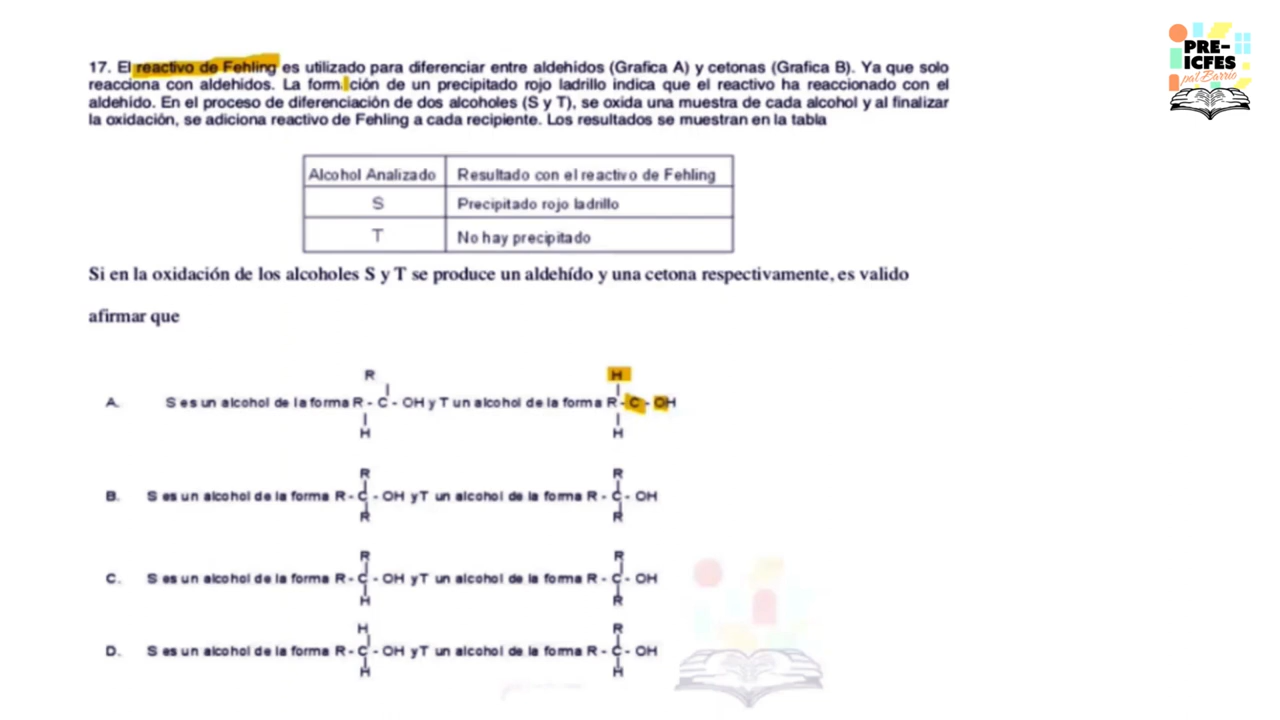 PRE-
ICFES
pal Barrio
17. El reactivo de Fehling es utilizado para diferenciar entre aldehidos (Grafica A) y cetonas (Grafica B). Ya que solo
reacciona con aldehidos. La formación de un precipitado rojo ladrillo indica que el reactivo ha reaccionado con el
aldehido. En el proceso de diferenciación de dos alcoholes (S y T), se oxida una muestra de cada alcohol y al finalizar
la oxidación, se adiciona reactivo de Fehling a cada recipiente. Los resultados se muestran en la tabla
Alcohol Analizado Resultado con el reactivo de Fehling
S Precipitado rojo ladrillo
T No hay precipitado
Si en la oxidación de los alcoholes S y T se produce un aldehído y una cetona respectivamente, es valido
afirmar que
R H
A. S es un alcohol de la forma R - C - OH y T un alcohol de la forma R - C - OH
H H
R R
B. S es un alcohol de la forma R - C - OH y T un alcohol de la forma R - C - OH
R R
R R
C. S es un alcohol de la forma R - C - OH y T un alcohol de la forma R - C - OH
H R
H R
D. S es un alcohol de la forma R - C - OH y T un alcohol de la forma R - C - OH
H H